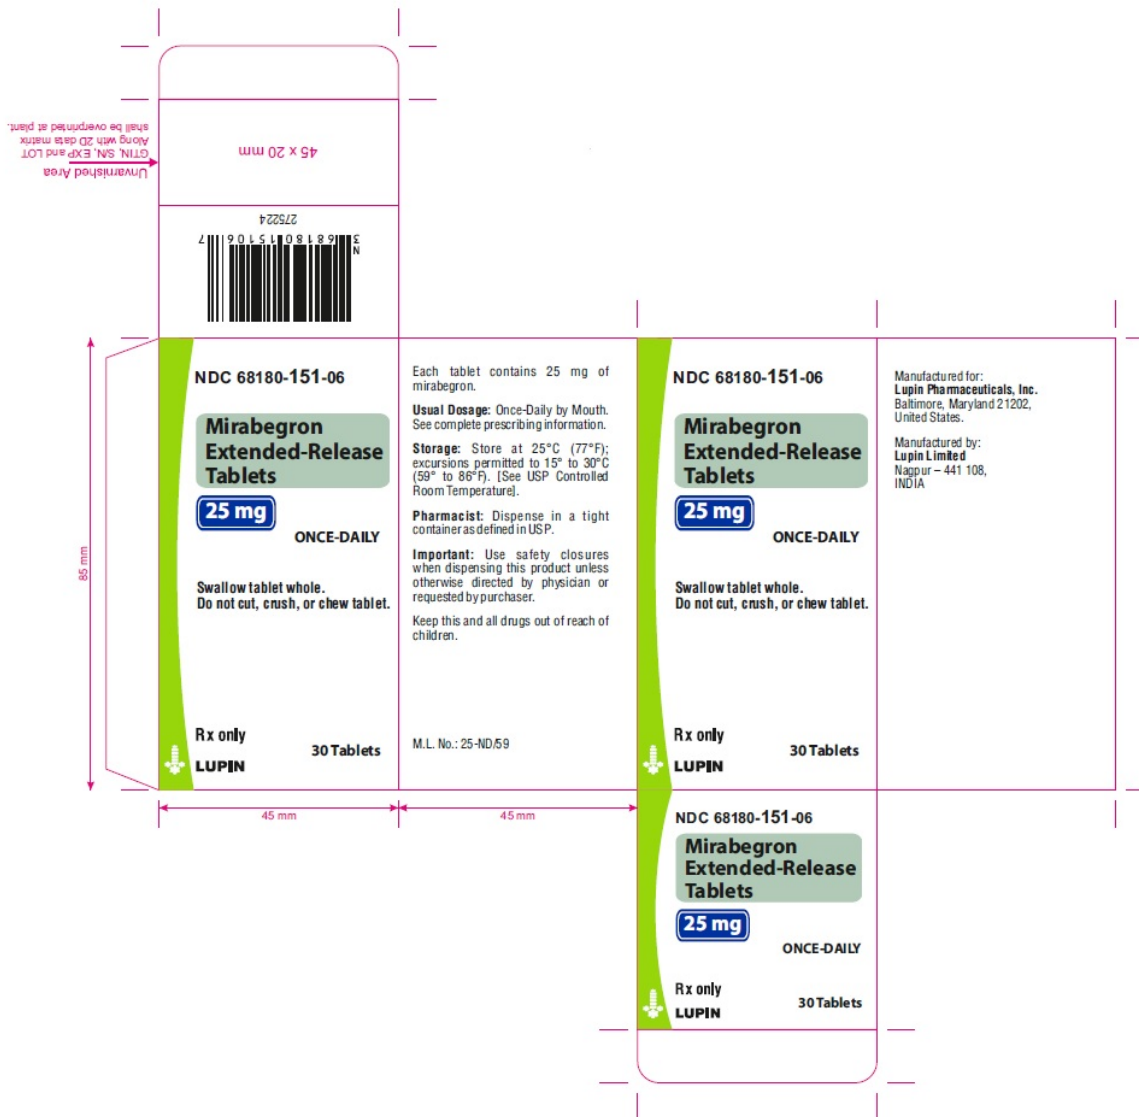 Unvarnished Area
GTIN, S/N, EXP and LOT
Along with 2D data matrix
shall be overprinted at plant.
45 x 20 mm
275224
N
3 68180 15106 7
85 mm
NDC 68180-151-06
Mirabegron
Extended-Release
Tablets
25 mg
ONCE-DAILY
Swallow tablet whole.
Do not cut, crush, or chew tablet.
Rx only
30 Tablets
LUPIN
45 mm
Each tablet contains 25 mg of
mirabegron.
Usual Dosage: Once-Daily by Mouth.
See complete prescribing information.
Storage: Store at 25°C (77°F);
excursions permitted to 15° to 30°C
(59° to 86°F). [See USP Controlled
Room Temperature].
Pharmacist: Dispense in a tight
container as defined in USP.
Important: Use safety closures
when dispensing this product unless
otherwise directed by physician or
requested by purchaser.
Keep this and all drugs out of reach of
children.
M.L. No.: 25-ND/59
45 mm
NDC 68180-151-06
Mirabegron
Extended-Release
Tablets
25 mg
ONCE-DAILY
Swallow tablet whole.
Do not cut, crush, or chew tablet.
Rx only
30 Tablets
LUPIN
Manufactured for:
Lupin Pharmaceuticals, Inc.
Baltimore, Maryland 21202,
United States.
Manufactured by:
Lupin Limited
Nagpur – 441 108,
INDIA
NDC 68180-151-06
Mirabegron
Extended-Release
Tablets
25 mg
ONCE-DAILY
Rx only
30 Tablets
LUPIN